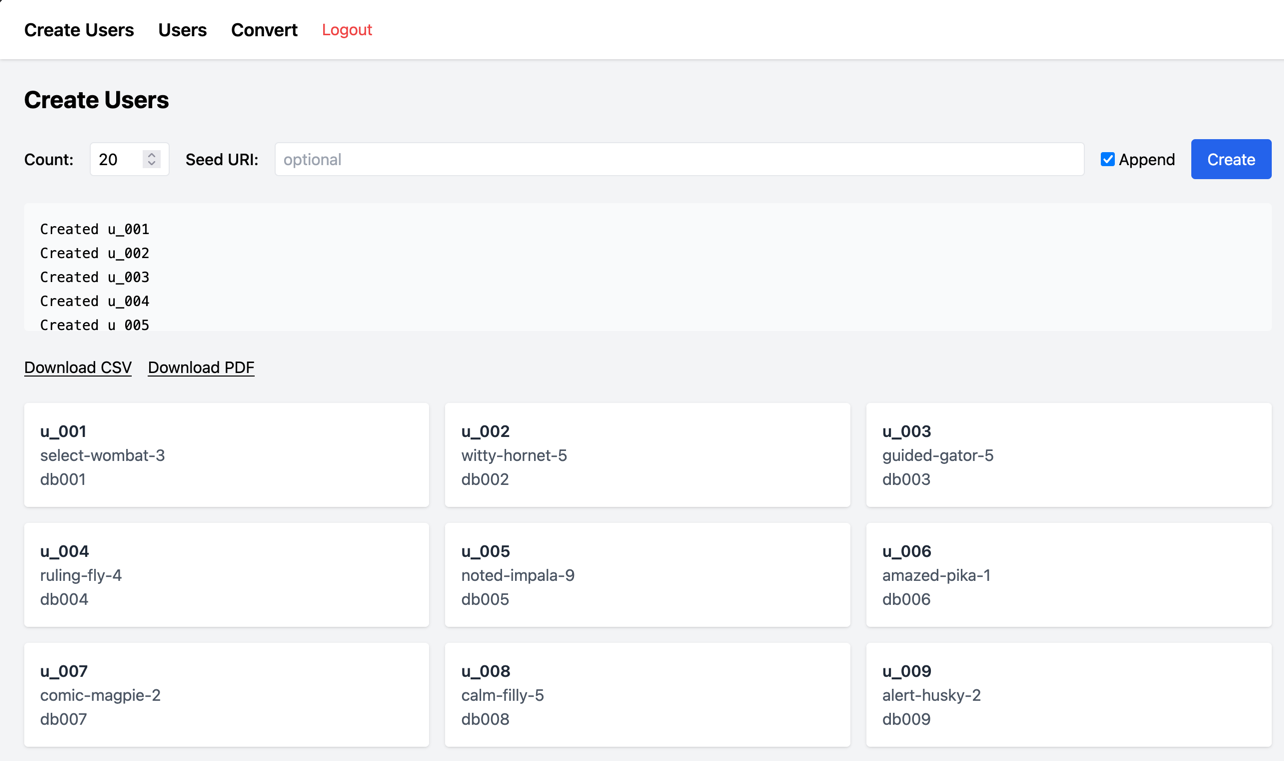 Create Users Users Convert Logout
Create Users
Count: 20 Seed URI: optional Append Create
Created u_001
Created u_002
Created u_003
Created u_004
Created u_005
Download CSV Download PDF
u_001
select-wombat-3
db001
u_002
witty-hornet-5
db002
u_003
guided-gator-5
db003
u_004
ruling-fly-4
db004
u_005
noted-impala-9
db005
u_006
amazed-pika-1
db006
u_007
comic-magpie-2
db007
u_008
calm-filly-5
db008
u_009
alert-husky-2
db009